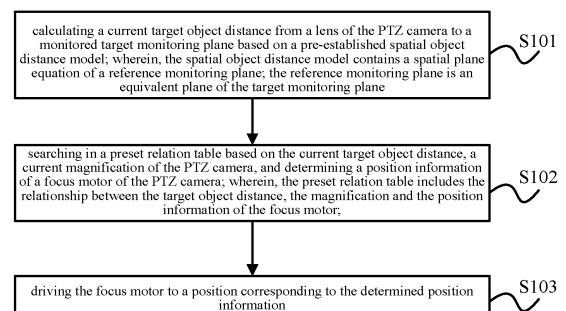 calculating a current target object distance from a lens of the PTZ camera to a
monitored target monitoring plane based on a pre-established spatial object
distance model; wherein, the spatial object distance model contains a spatial plane
equation of a reference monitoring plane; the reference monitoring plane is an
equivalent plane of the target monitoring plane
S101
searching in a preset relation table based on the current target object distance, a
current magnification of the PTZ camera, and determining a position information
of a focus motor of the PTZ camera; wherein, the preset relation table includes the
relationship between the target object distance, the magnification and the position
information of the focus motor;
S102
driving the focus motor to a position corresponding to the determined position
information
S103